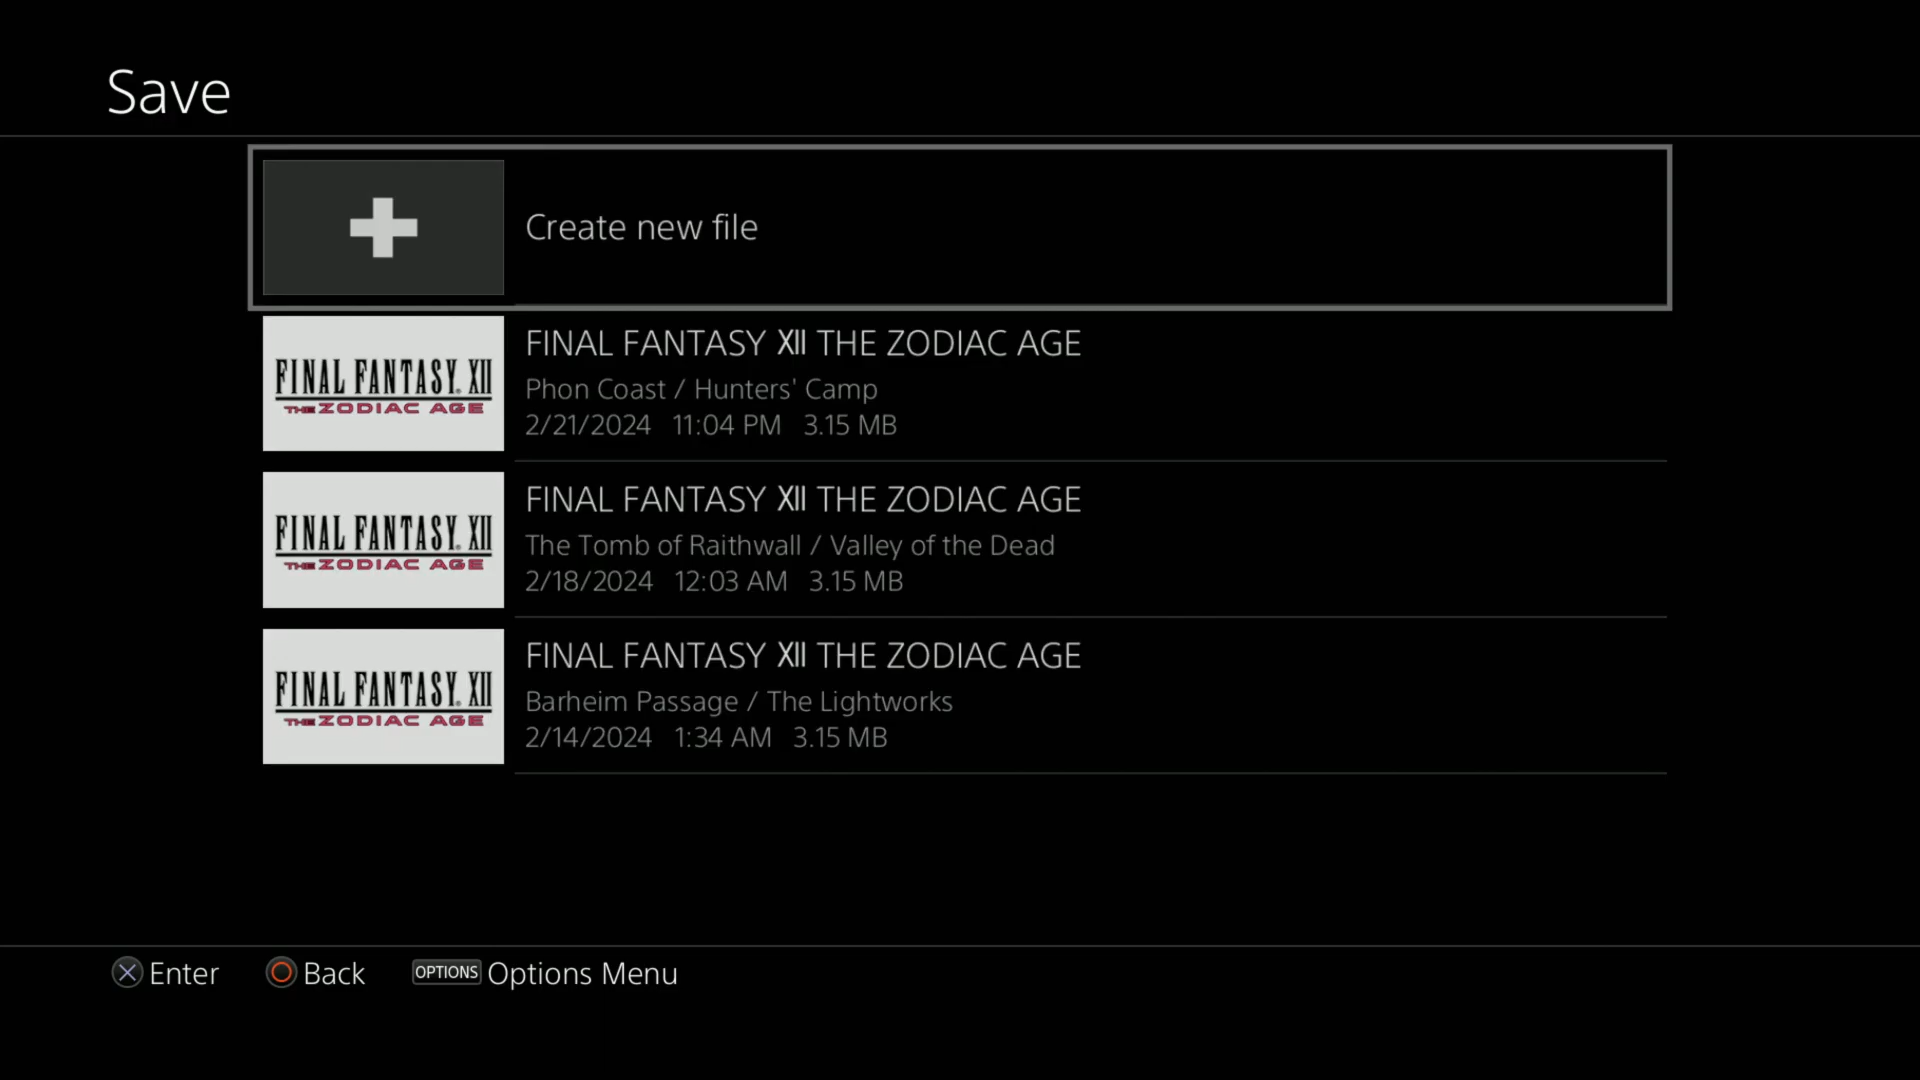 Save
Create new file
FINAL FANTASY XII THE ZODIAC AGE
Phon Coast / Hunters' Camp
2/21/2024 11:04 PM 3.15 MB
FINAL FANTASY XII
THE ZODIAC AGE
FINAL FANTASY XII THE ZODIAC AGE
The Tomb of Raithwall / Valley of the Dead
2/18/2024 12:03 AM 3.15 MB
FINAL FANTASY XII
THE ZODIAC AGE
FINAL FANTASY XII THE ZODIAC AGE
Barheim Passage / The Lightworks
2/14/2024 1:34 AM 3.15 MB
FINAL FANTASY XII
THE ZODIAC AGE
Enter Back OPTIONS Options Menu